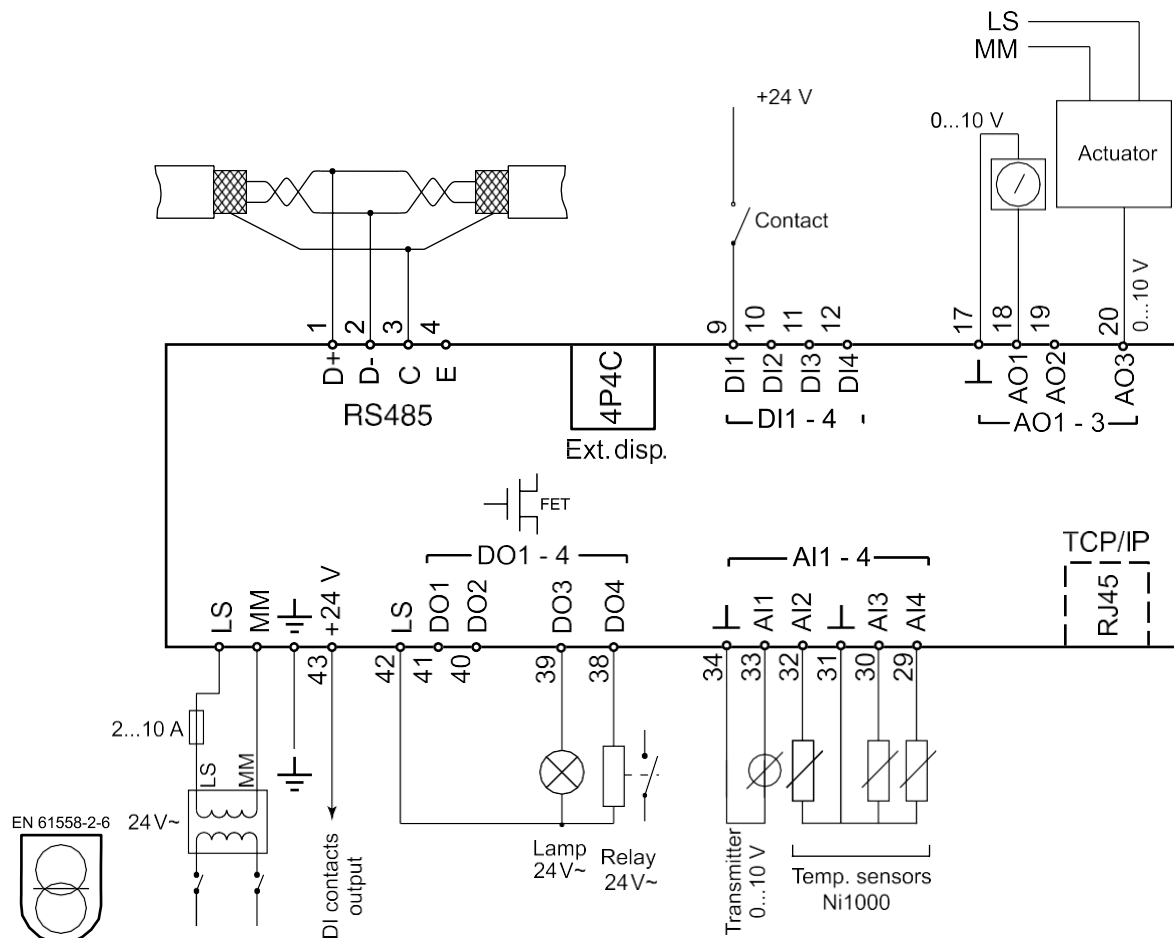 LS
MM
+24 V
0...10 V
Actuator
Contact
0...10 V
1
2
3
4
9
10
11
12
17
18
19
20
D+
D-
C
E
4P4C
DI1
DI2
DI3
DI4
⊥
AO1
AO2
AO3
RS485
DI1 - 4
AO1 - 3
Ext. disp.
FET
DO1 - 4
AI1 - 4
TCP/IP
RJ45
LS
MM
+24 V
LS
DO1
DO2
DO3
DO4
⊥
AI1
AI2
⊥
AI3
AI4
43
42
41
40
39
38
34
33
32
31
30
29
2...10 A
LS
MM
24V~
EN 61558-2-6
DI contacts
output
Lamp
24V~
Relay
24V~
Transmitter
0...10 V
Temp. sensors
Ni1000